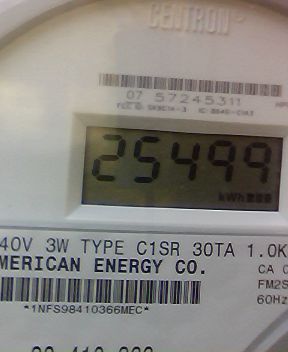 CENTRON
07 57245311
25499
kWh
40V 3W TYPE C1SR 30TA 1.0K
MERICAN ENERGY CO. CA 0
FM2S
60Hz
*1NFS98410366MEC*